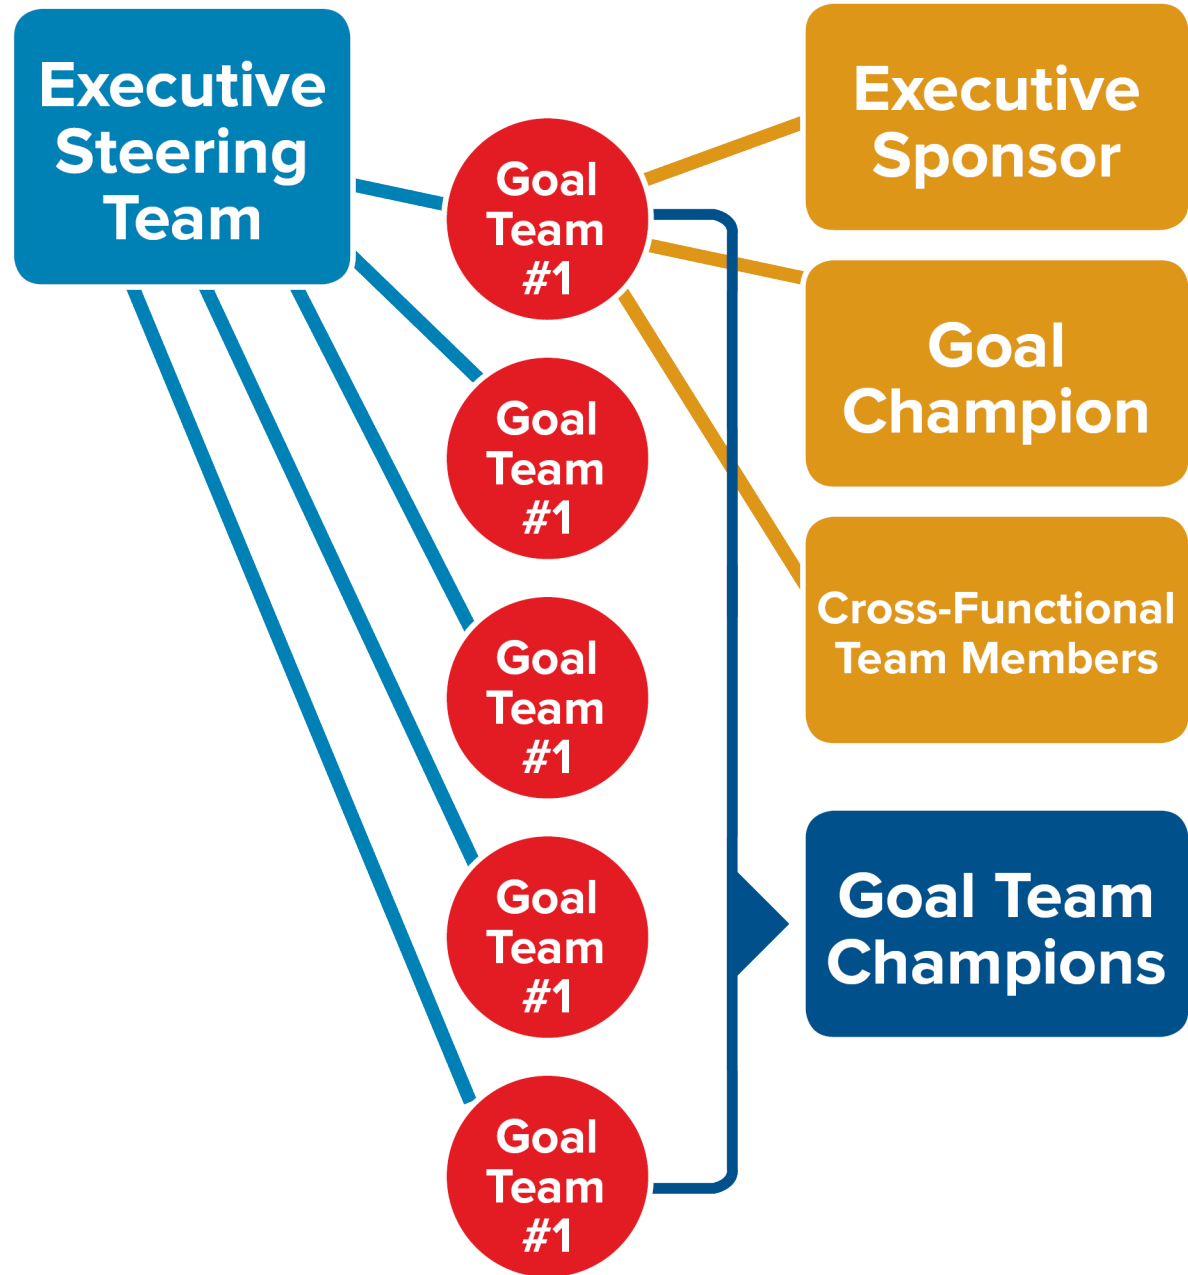 Executive
Steering
Team
Goal
Team
#1
Goal
Team
#1
Goal
Team
#1
Goal
Team
#1
Goal
Team
#1
Executive
Sponsor
Goal
Champion
Cross-Functional
Team Members
Goal Team
Champions